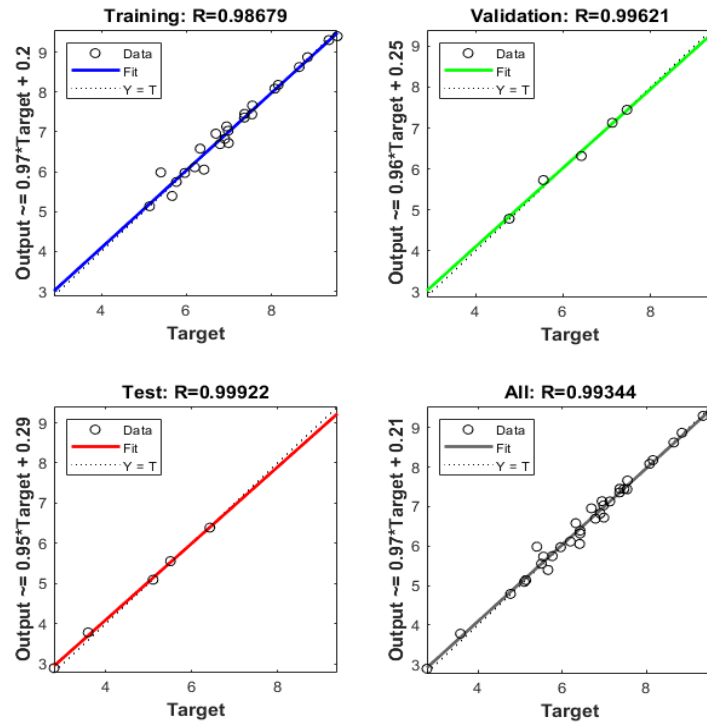 Training: R=0.98679
Output ~= 0.97*Target + 0.2
Data
Fit
Y = T
9
8
7
6
5
4
3
4 6 8
Target
Validation: R=0.99621
Output ~= 0.96*Target + 0.25
Data
Fit
Y = T
9
8
7
6
5
4
3
4 6 8
Target
Test: R=0.99922
Output ~= 0.95*Target + 0.29
Data
Fit
Y = T
9
8
7
6
5
4
3
4 6 8
Target
All: R=0.99344
Output ~= 0.97*Target + 0.21
Data
Fit
Y = T
9
8
7
6
5
4
3
4 6 8
Target